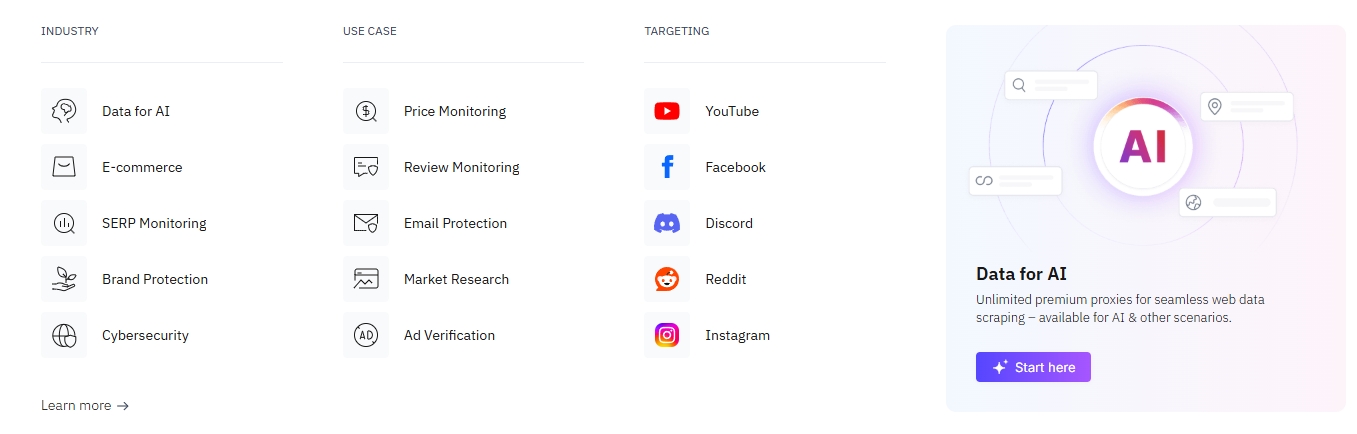 INDUSTRY
Data for AI
E-commerce
SERP Monitoring
Brand Protection
Cybersecurity
Learn more →
USE CASE
Price Monitoring
Review Monitoring
Email Protection
Market Research
AD
Ad Verification
TARGETING
YouTube
Facebook
Discord
Reddit
Instagram
AI
Data for AI
Unlimited premium proxies for seamless web data
scraping – available for AI & other scenarios.
Start here